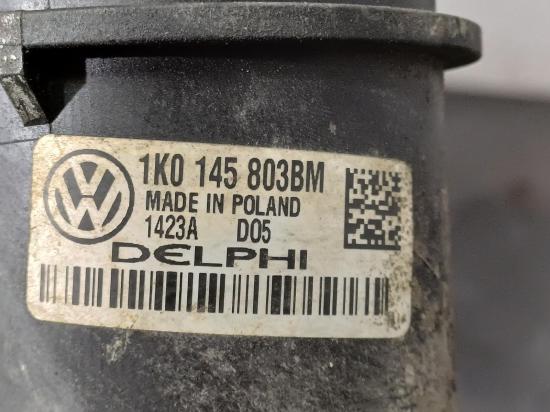 1K0 145 803BM
MADE IN POLAND
1423A D05
DELPHI